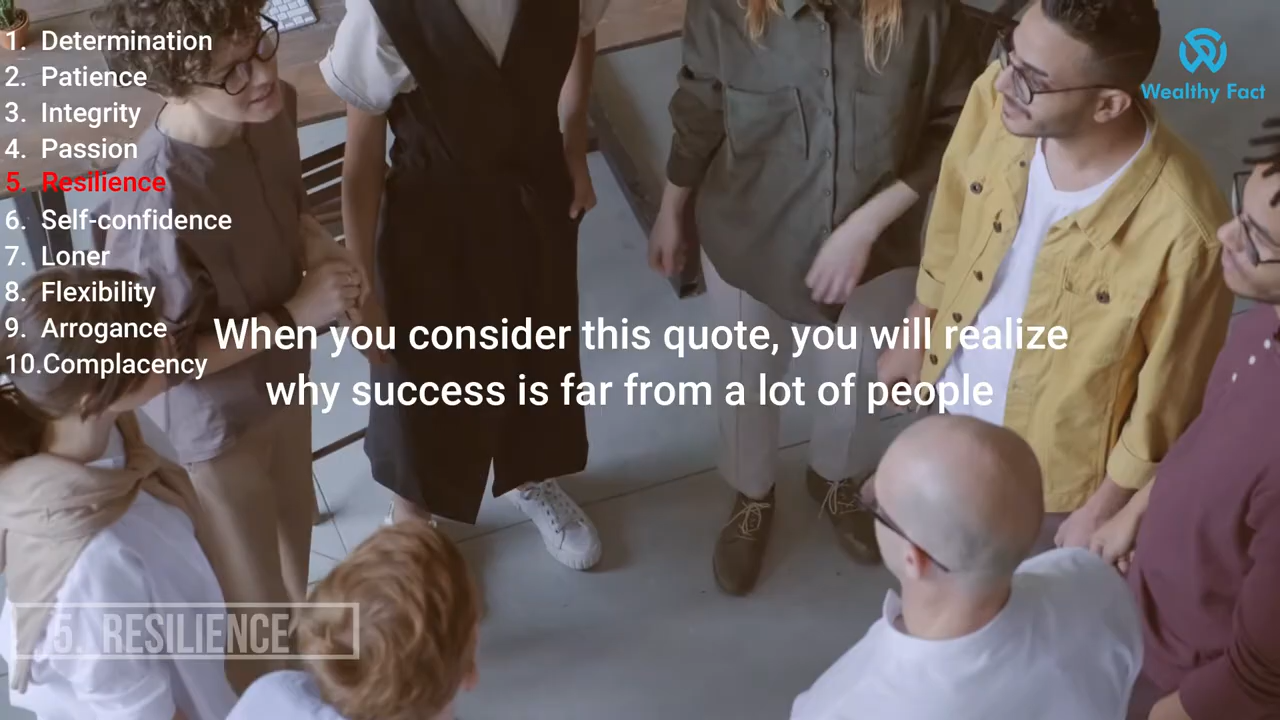 1. Determination
2. Patience
3. Integrity
4. Passion
5. Resilience
6. Self-confidence
7. Loner
8. Flexibility
9. Arrogance
10.Complacency
Wealthy Fact
When you consider this quote, you will realize
why success is far from a lot of people
5. RESILIENCE